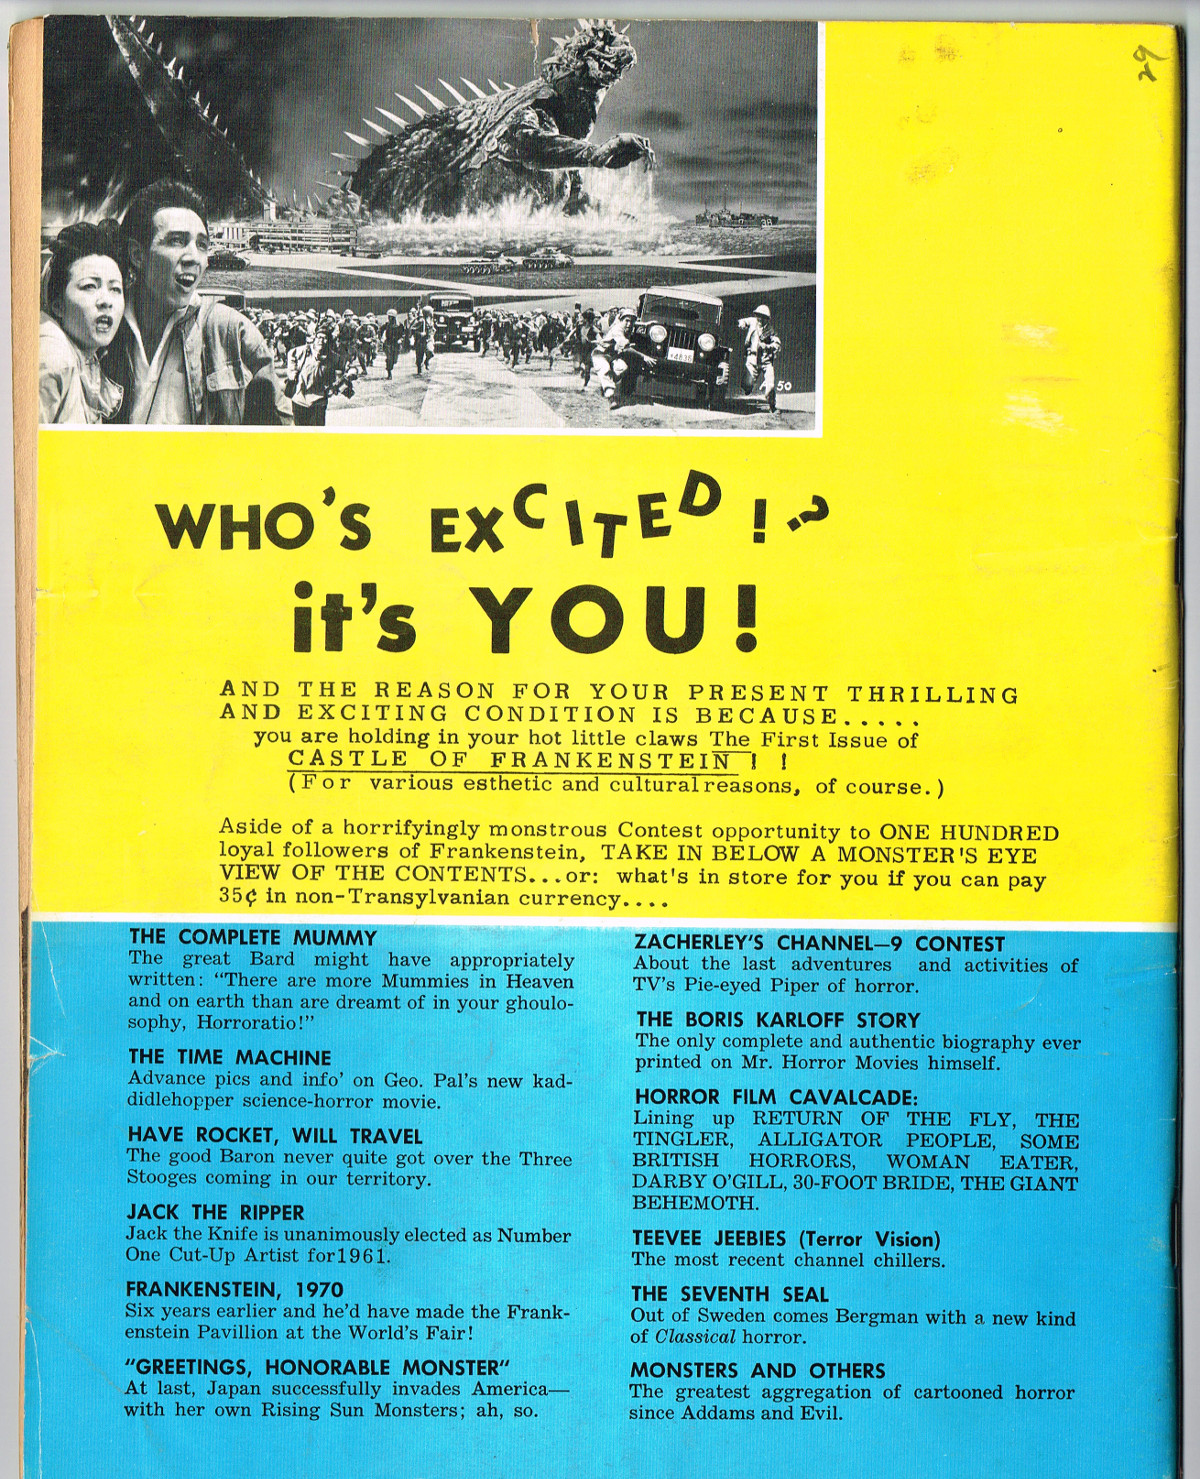 29
38
4836
50
WHO'S EXCITED!?
it's YOU!
AND THE REASON FOR YOUR PRESENT THRILLING
AND EXCITING CONDITION IS BECAUSE.....
you are holding in your hot little claws The First Issue of
CASTLE OF FRANKENSTEIN ! !
(For various esthetic and cultural reasons, of course.)
Aside of a horrifyingly monstrous Contest opportunity to ONE HUNDRED
loyal followers of Frankenstein, TAKE IN BELOW A MONSTER'S EYE
VIEW OF THE CONTENTS...or: what's in store for you if you can pay
35¢ in non-Transylvanian currency....
THE COMPLETE MUMMY
The great Bard might have appropriately
written: "There are more Mummies in Heaven
and on earth than are dreamt of in your ghoulo-
sophy, Horroratio!"
THE TIME MACHINE
Advance pics and info' on Geo. Pal's new kad-
didlehopper science-horror movie.
HAVE ROCKET, WILL TRAVEL
The good Baron never quite got over the Three
Stooges coming in our territory.
JACK THE RIPPER
Jack the Knife is unanimously elected as Number
One Cut-Up Artist for1961.
FRANKENSTEIN, 1970
Six years earlier and he'd have made the Frank-
enstein Pavillion at the World's Fair!
"GREETINGS, HONORABLE MONSTER"
At last, Japan successfully invades America—
with her own Rising Sun Monsters; ah, so.
ZACHERLEY'S CHANNEL—9 CONTEST
About the last adventures and activities of
TV's Pie-eyed Piper of horror.
THE BORIS KARLOFF STORY
The only complete and authentic biography ever
printed on Mr. Horror Movies himself.
HORROR FILM CAVALCADE:
Lining up RETURN OF THE FLY, THE
TINGLER, ALLIGATOR PEOPLE, SOME
BRITISH HORRORS, WOMAN EATER,
DARBY O'GILL, 30-FOOT BRIDE, THE GIANT
BEHEMOTH.
TEEVEE JEEBIES (Terror Vision)
The most recent channel chillers.
THE SEVENTH SEAL
Out of Sweden comes Bergman with a new kind
of Classical horror.
MONSTERS AND OTHERS
The greatest aggregation of cartooned horror
since Addams and Evil.